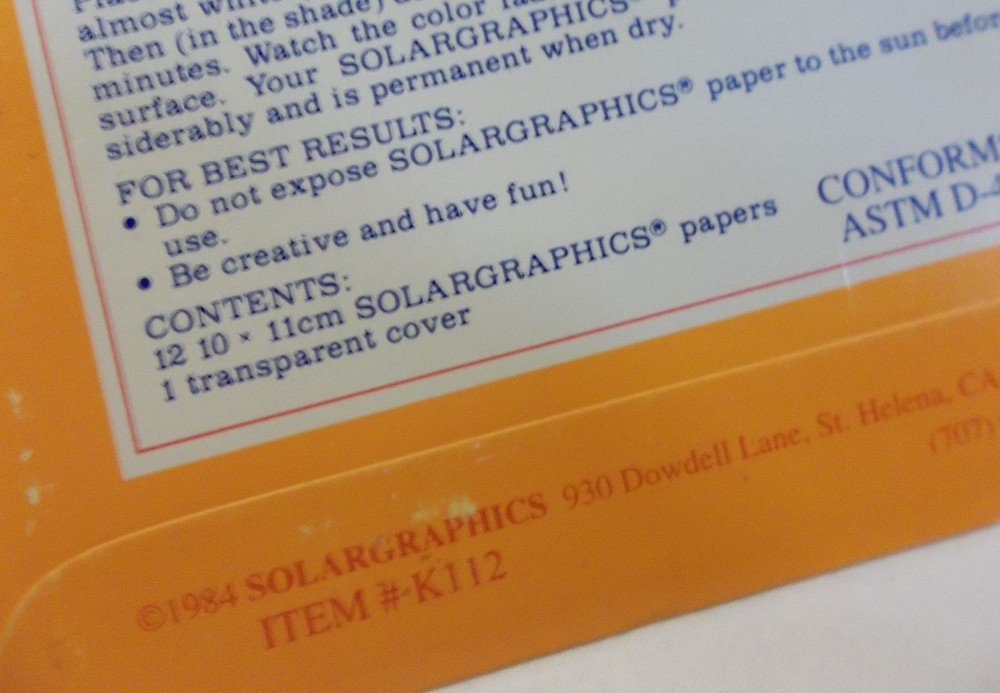 almost
Then (in the shade)
minutes. Watch the color
surface. Your SOLARGRAPHICS®
siderably and is permanent when dry.
FOR BEST RESULTS:
• Do not expose SOLARGRAPHICS® paper to the sun
use.
• Be creative and have fun!
CONTENTS:
12 10 × 11cm SOLARGRAPHICS® papers
1 transparent cover
CONFORM
ASTM D-4
©1984 SOLARGRAPHICS 930 Dowdell Lane, St. Helena, CA
(707)
ITEM #-K112